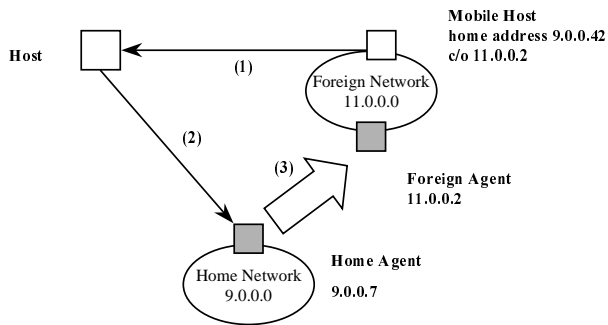 Mobile Host
home address 9.0.0.42
c/o 11.0.0.2
Host
(1)
Foreign Network
11.0.0.0
(2)
(3)
Foreign Agent
11.0.0.2
Home Agent
9.0.0.7
Home Network
9.0.0.0